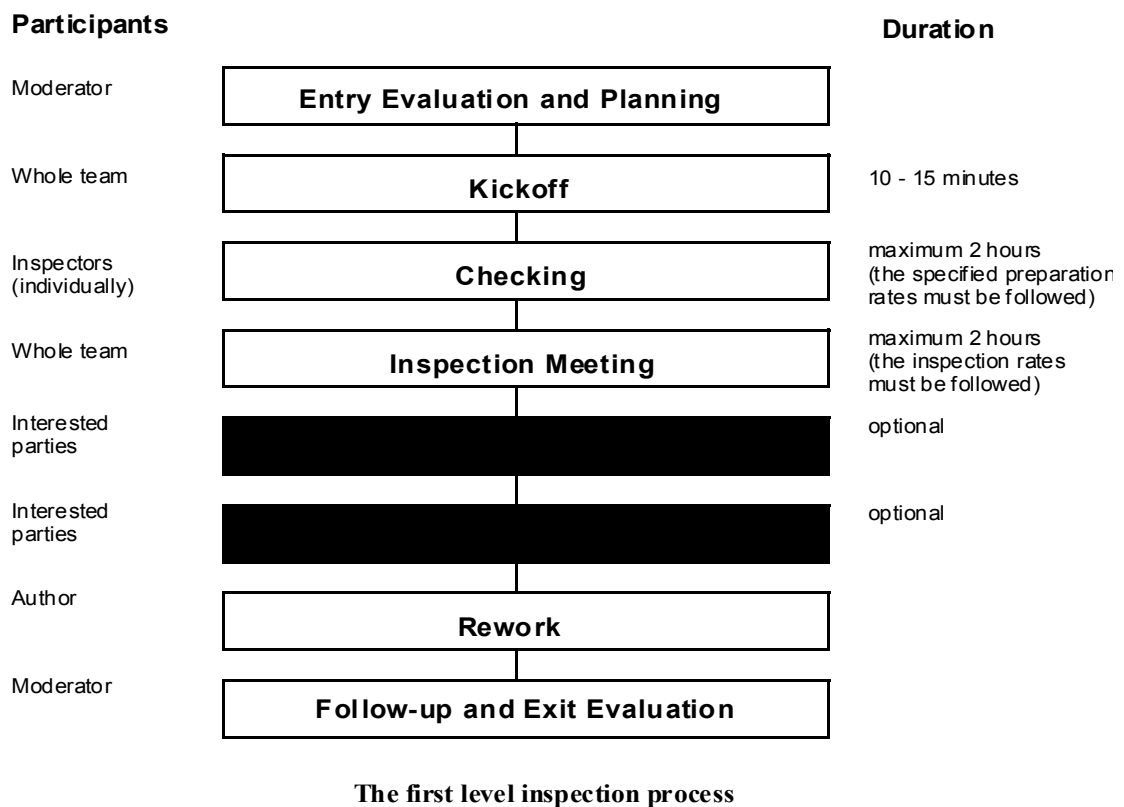 Participants
Duration
Moderator
Entry Evaluation and Planning
Whole team
Kickoff
10 - 15 minutes
Inspectors
(individually)
Checking
maximum 2 hours
(the specified preparation
rates must be followed)
Whole team
Inspection Meeting
maximum 2 hours
(the inspection rates
must be followed)
Interested
parties
optional
Interested
parties
optional
Author
Rework
Moderator
Follow-up and Exit Evaluation
The first level inspection process